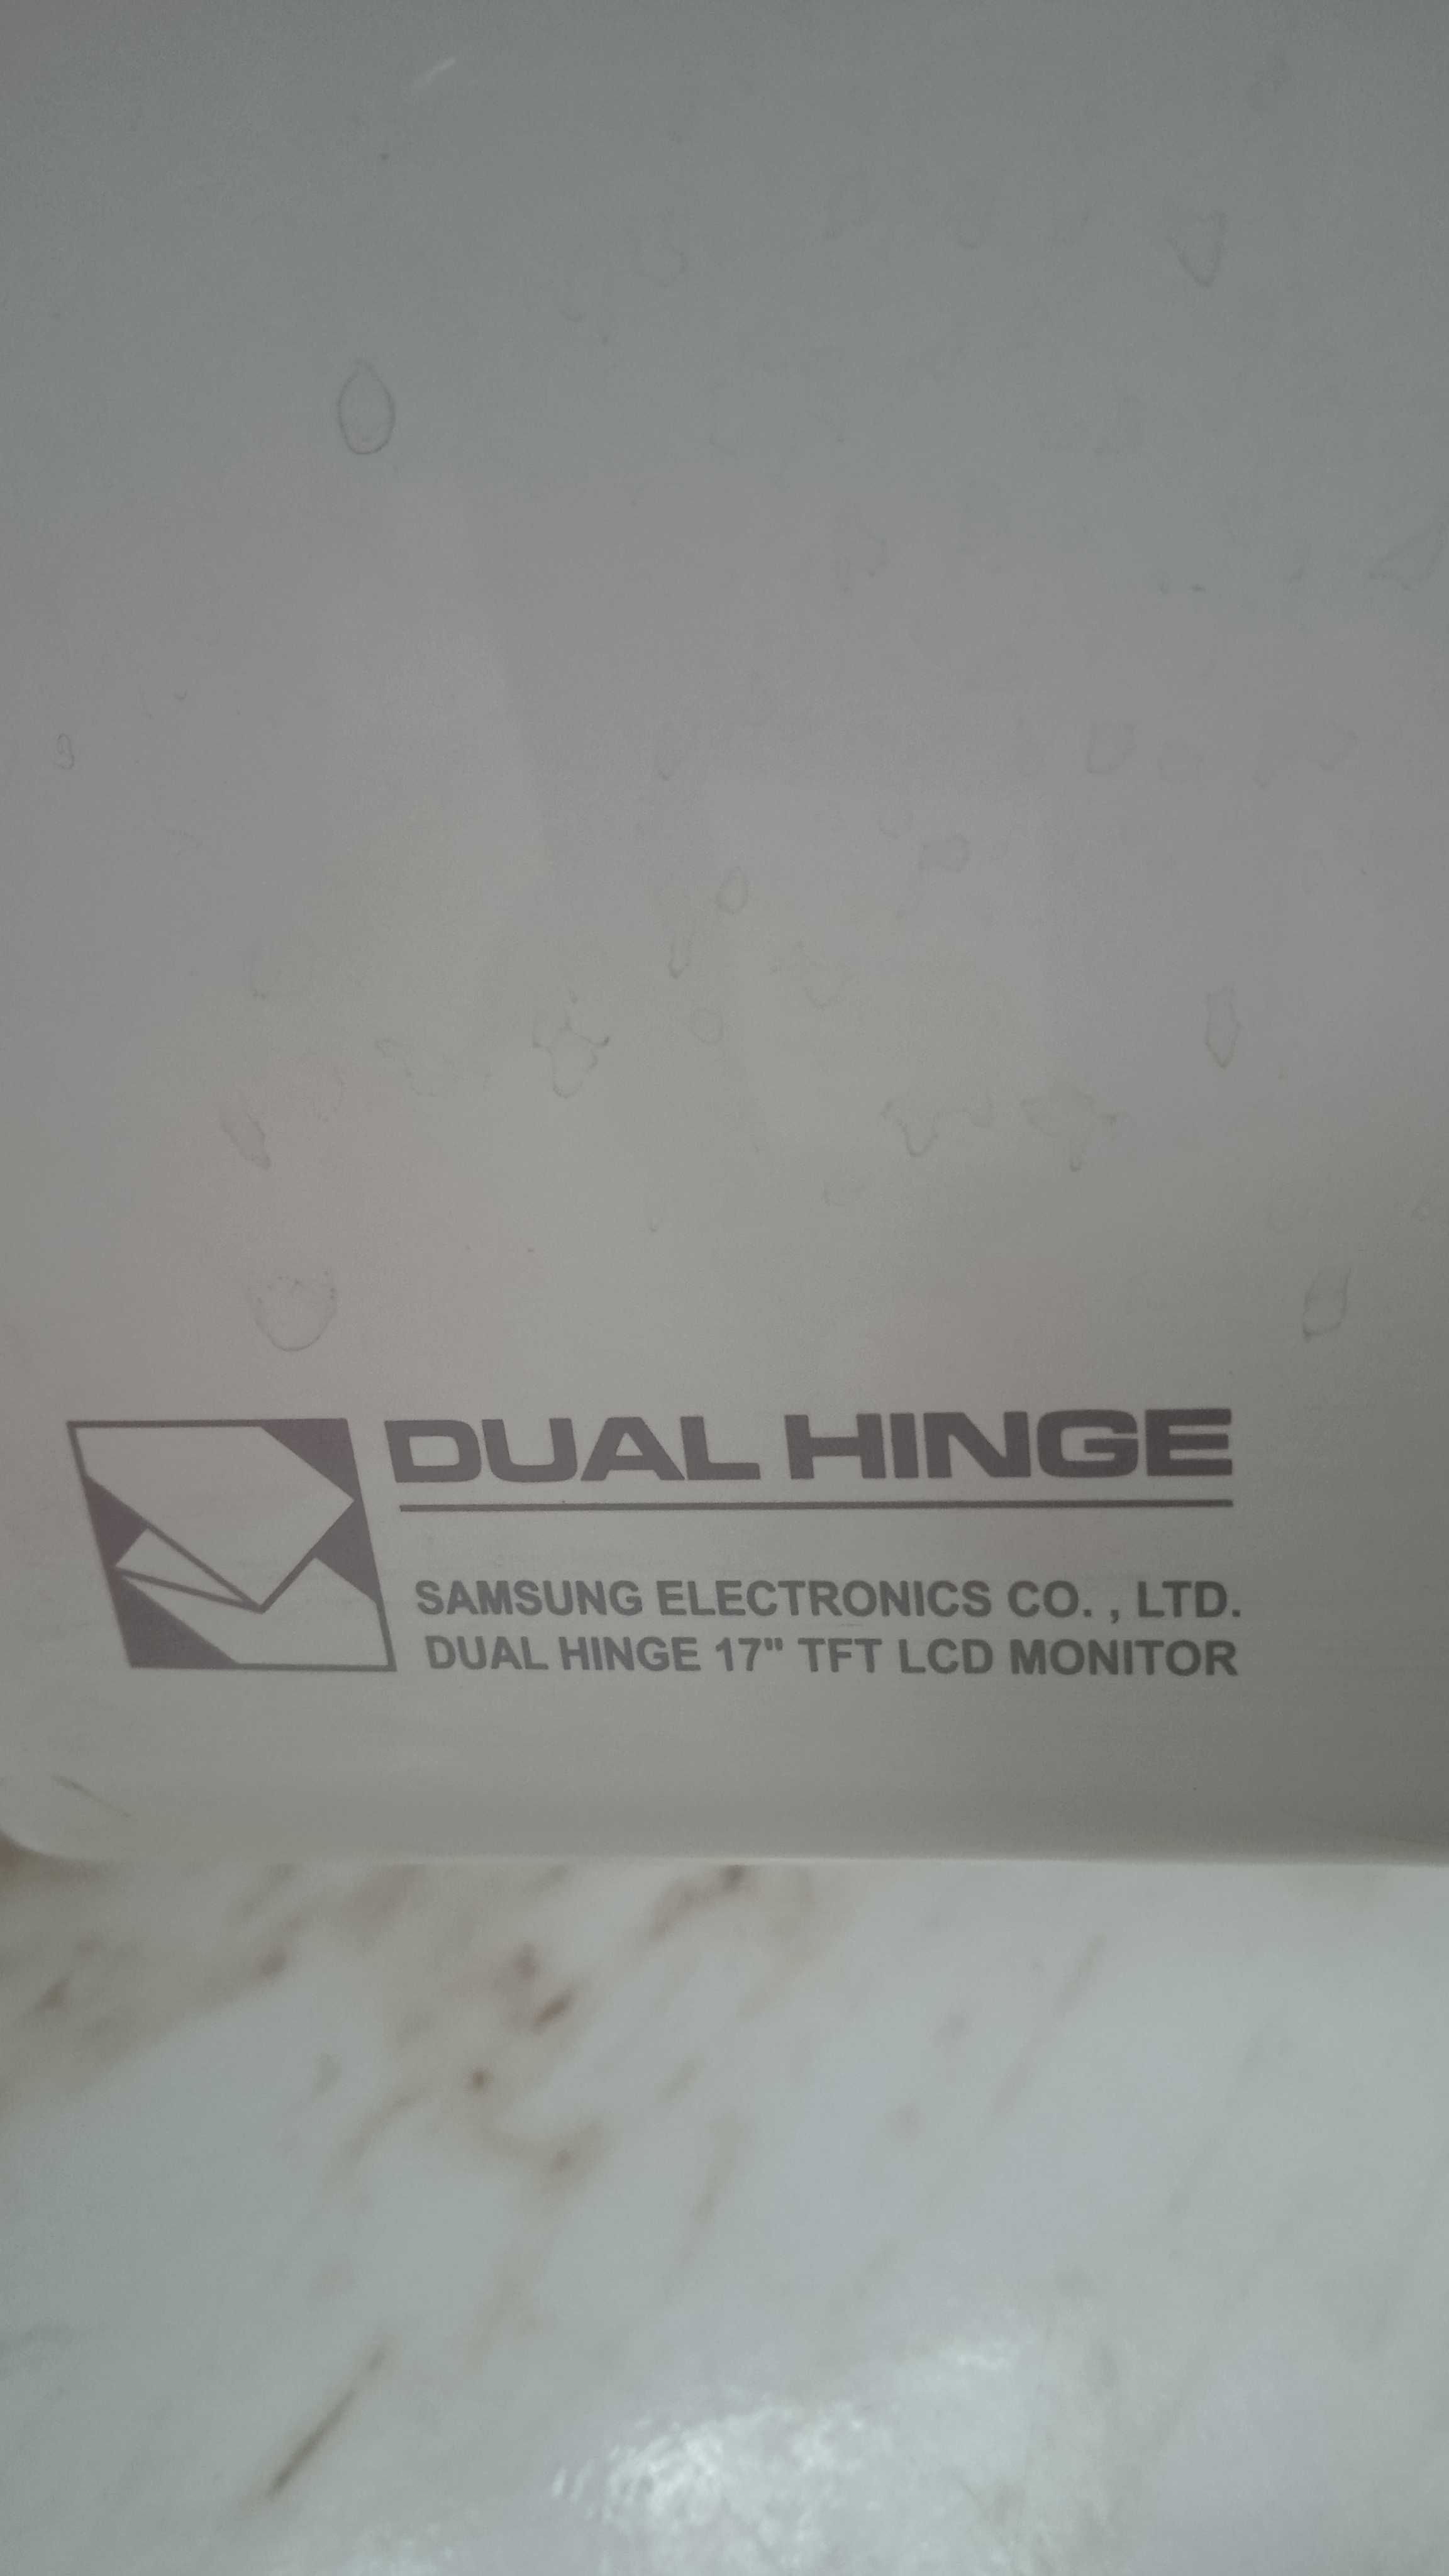 DUAL HINGE
SAMSUNG ELECTRONICS CO. , LTD.
DUAL HINGE 17" TFT LCD MONITOR